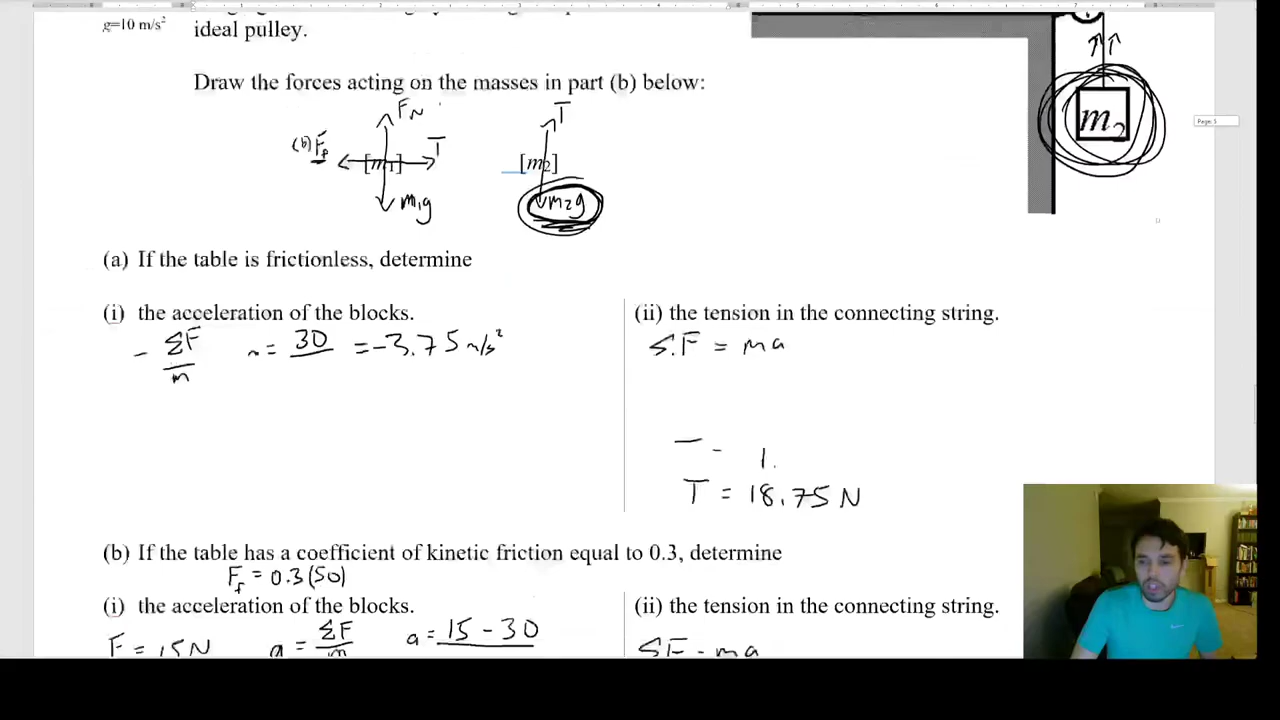 g=10 m/s²
ideal pulley.
Draw the forces acting on the masses in part (b) below:
F_N
T
(b) F_f
T
[m₁]
[m₂]
m₁g
m₂g
m₂
Page: 5
(a) If the table is frictionless, determine
(i) the acceleration of the blocks.
(ii) the tension in the connecting string.
ΣF
m
= 30 = -3.75 m/s²
ΣF = ma
T = 18.75 N
(b) If the table has a coefficient of kinetic friction equal to 0.3, determine
F_f = 0.3(50)
(i) the acceleration of the blocks.
(ii) the tension in the connecting string.
F = 15N
a = ΣF
m
a = 15 - 30
ΣF = ma